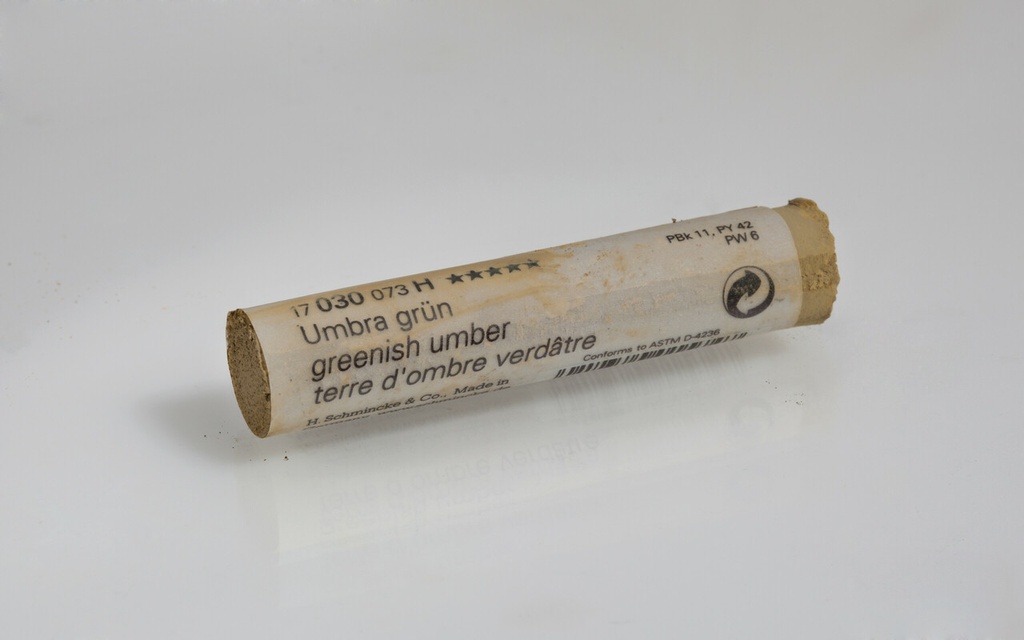 17 030 073 H ★★★★★
Umbra grün
greenish umber
terre d'ombre verdâtre
H. Schmincke & Co., Made in
PBk 11, PY 42
PW 6
Conforms to ASTM D-4236